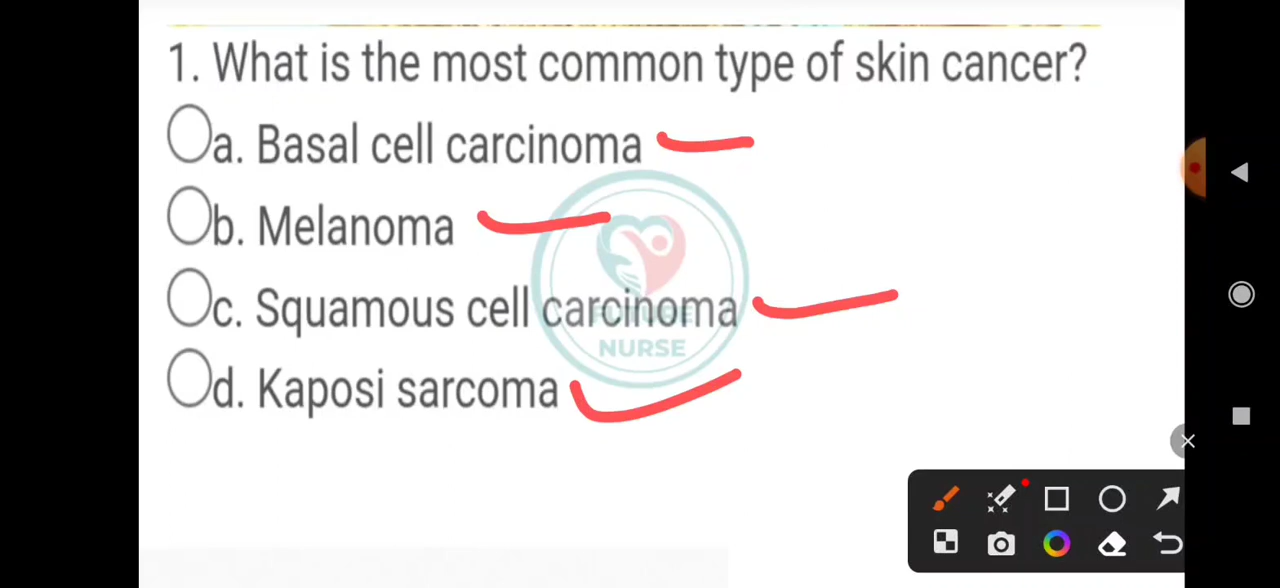 1. What is the most common type of skin cancer?
a. Basal cell carcinoma
b. Melanoma
c. Squamous cell carcinoma
d. Kaposi sarcoma
FUTURE
NURSE